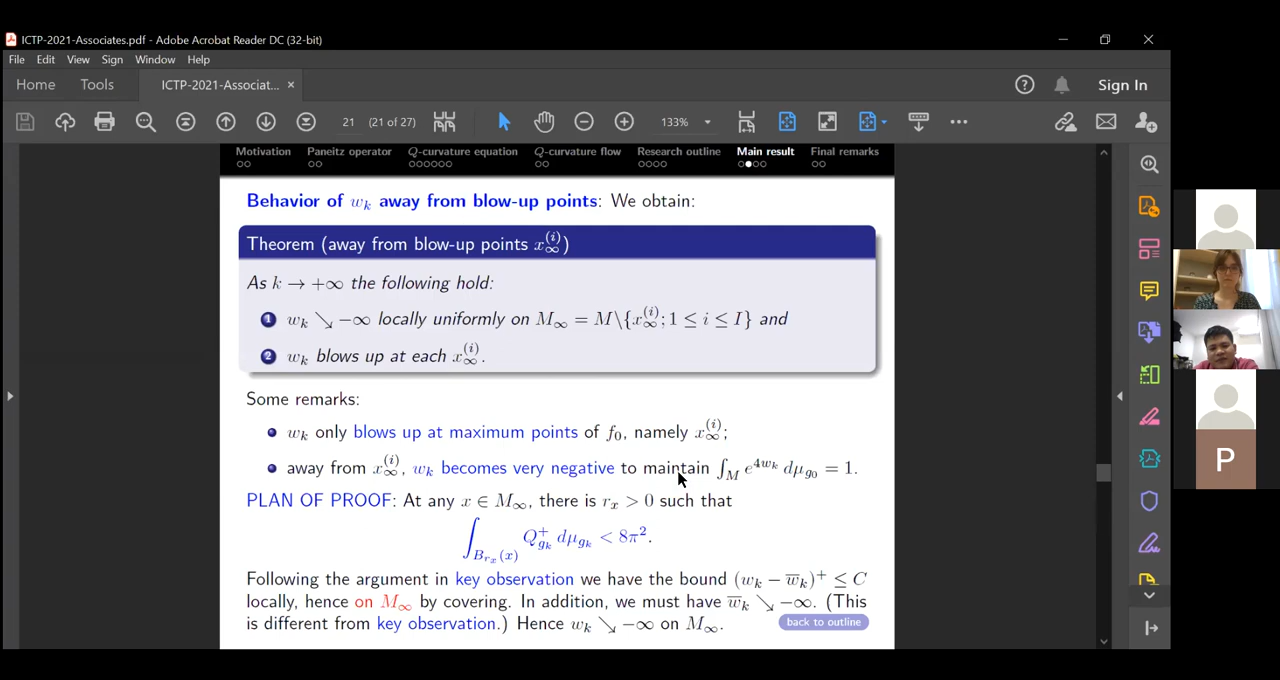 ICTP-2021-Associates.pdf - Adobe Acrobat Reader DC (32-bit)
File Edit View Sign Window Help
Home Tools ICTP-2021-Associat... × Sign In
21 (21 of 27) 133%
Motivation Paneitz operator Q-curvature equation Q-curvature flow Research outline Main result Final remarks
Behavior of w_k away from blow-up points: We obtain:
Theorem (away from blow-up points x_∞^{(i)})
As k → +∞ the following hold:
1 w_k ↘ −∞ locally uniformly on M_∞ = M\{x_∞^{(i)}; 1 ≤ i ≤ I} and
2 w_k blows up at each x_∞^{(i)}.
Some remarks:
w_k only blows up at maximum points of f_0, namely x_∞^{(i)};
away from x_∞^{(i)}, w_k becomes very negative to maintain ∫_M e^{4w_k} dμ_{g_0} = 1.
PLAN OF PROOF: At any x ∈ M_∞, there is r_x > 0 such that
∫_{B_{r_x}(x)} Q_{g_k}^+ dμ_{g_k} < 8π^2.
Following the argument in key observation we have the bound (w_k − w̅_k)^+ ≤ C
locally, hence on M_∞ by covering. In addition, we must have w̅_k ↘ −∞. (This
is different from key observation.) Hence w_k ↘ −∞ on M_∞.
back to outline
P